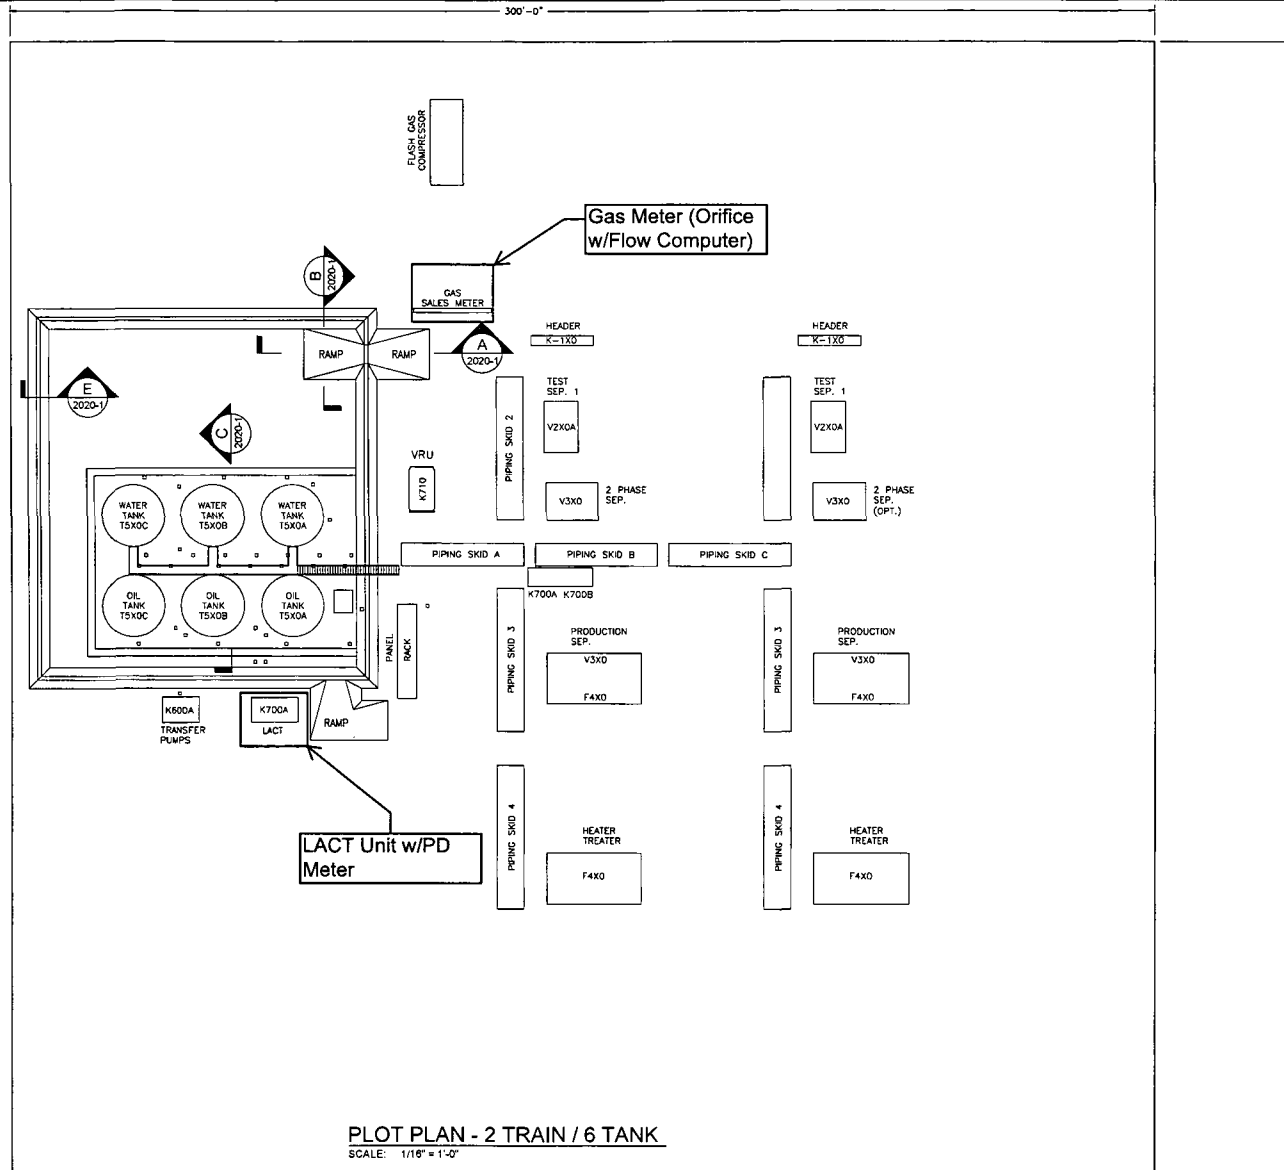 300'-0"
FLASH GAS
COMPRESSOR
Gas Meter (Orifice
w/Flow Computer)
B
2020-1
GAS
SALES METER
HEADER
K-1X0
HEADER
K-1X0
RAMP
RAMP
A
2020-1
E
2020-1
TEST
SEP. 1
V2X0A
TEST
SEP. 1
V2X0A
PIPING SKID 2
C
2020-1
VRU
K710
V3X0
2 PHASE
SEP.
V3X0
2 PHASE
SEP.
(OPT.)
WATER
TANK
T5X0C
WATER
TANK
T5X0B
WATER
TANK
T5X0A
PIPING SKID A
PIPING SKID B
PIPING SKID C
K700A K700B
OIL
TANK
T5X0C
OIL
TANK
T5X0B
OIL
TANK
T5X0A
PANEL
RACK
PIPING SKID 3
PRODUCTION
SEP.
V3X0
F4X0
PIPING SKID 3
PRODUCTION
SEP.
V3X0
F4X0
K600A
TRANSFER
PUMPS
K700A
LACT
RAMP
LACT Unit w/PD
Meter
PIPING SKID 4
HEATER
TREATER
F4X0
PIPING SKID 4
HEATER
TREATER
F4X0
PLOT PLAN - 2 TRAIN / 6 TANK
SCALE: 1/16" = 1'-0"